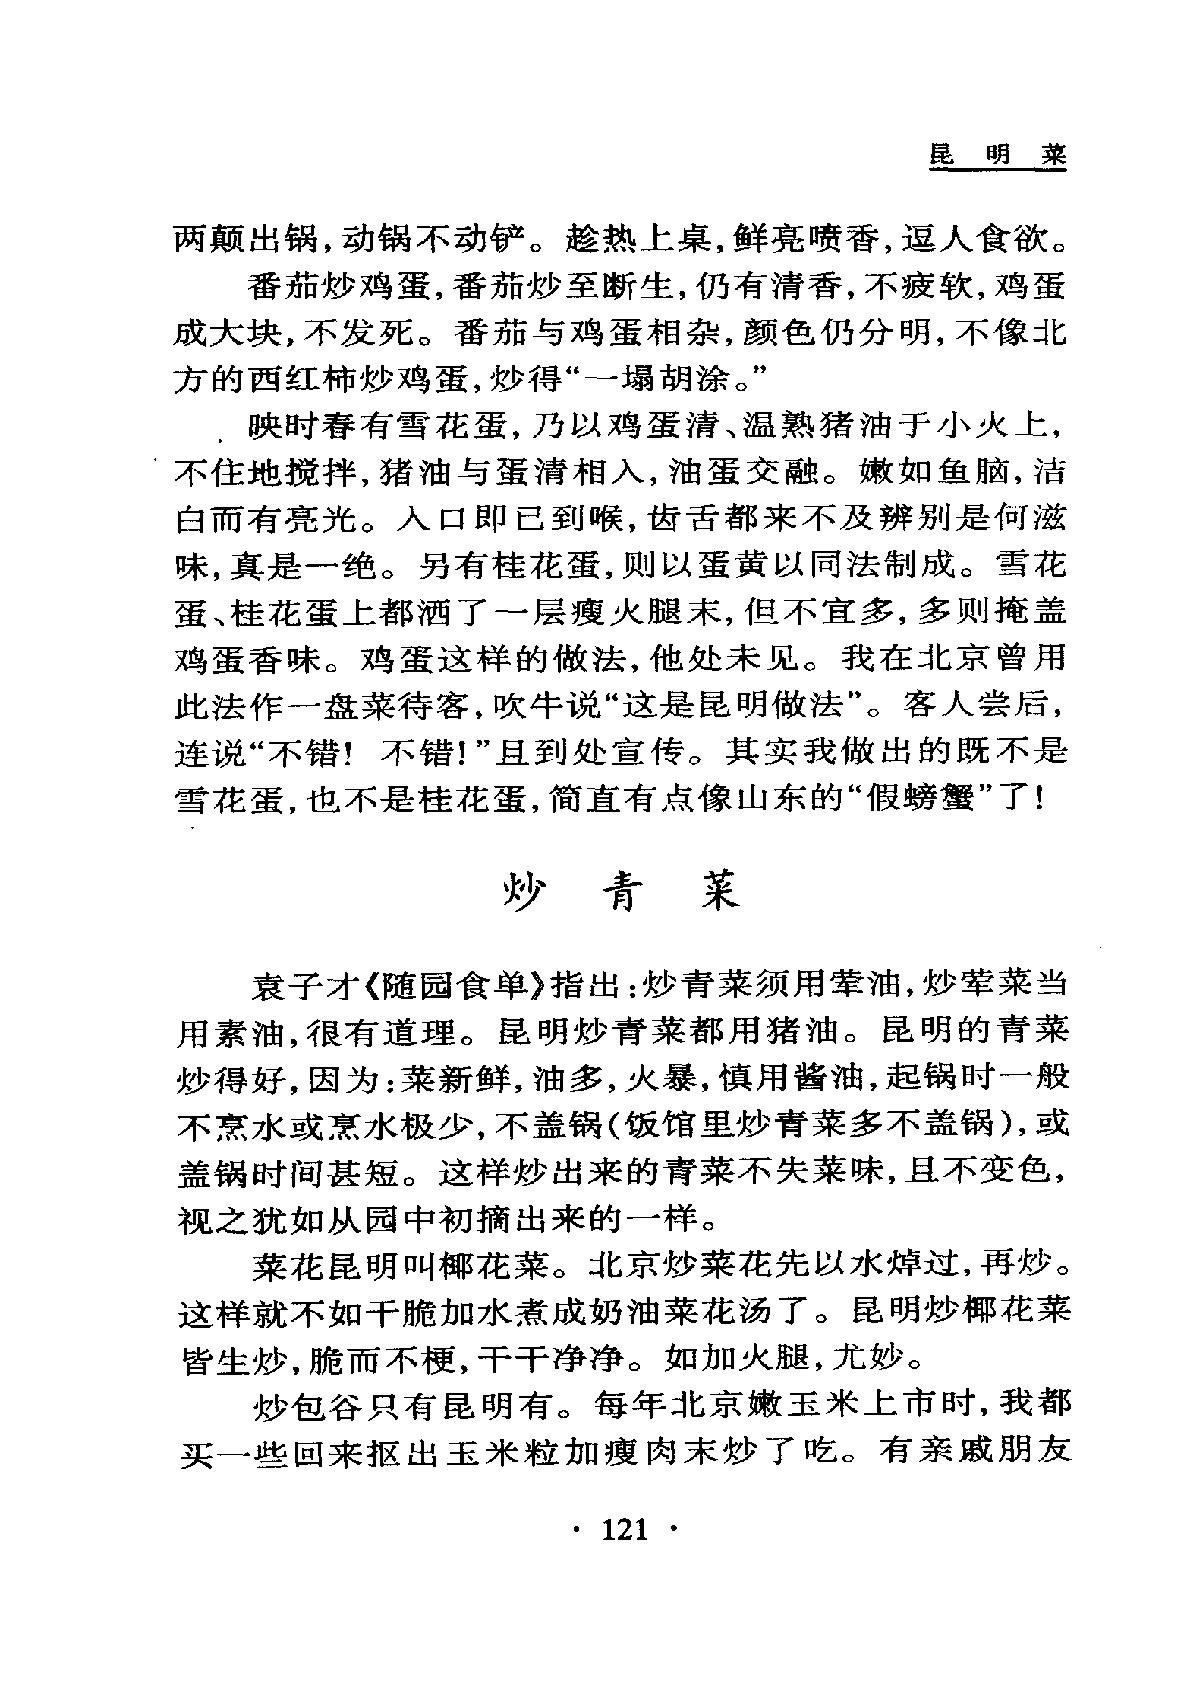 昆明菜
两颠出锅，动锅不动铲。趁热上桌，鲜亮喷香，逗人食欲。
番茄炒鸡蛋，番茄炒至断生，仍有清香，不疲软，鸡蛋
成大块，不发死。番茄与鸡蛋相杂，颜色仍分明，不像北
方的西红柿炒鸡蛋，炒得“一塌胡涂。”
映时春有雪花蛋，乃以鸡蛋清、温熟猪油于小火上，
不住地搅拌，猪油与蛋清相入，油蛋交融。嫩如鱼脑，洁
白而有亮光。入口即已到喉，齿舌都来不及辨别是何滋
味，真是一绝。另有桂花蛋，则以蛋黄以同法制成。雪花
蛋、桂花蛋上都洒了一层瘦火腿末，但不宜多，多则掩盖
鸡蛋香味。鸡蛋这样的做法，他处未见。我在北京曾用
此法作一盘菜待客，吹牛说“这是昆明做法”。客人尝后，
连说“不错！不错！”且到处宣传。其实我做出的既不是
雪花蛋，也不是桂花蛋，简直有点像山东的“假螃蟹”了！
炒青菜
袁子才《随园食单》指出：炒青菜须用荤油，炒荤菜当
用素油，很有道理。昆明炒青菜都用猪油。昆明的青菜
炒得好，因为：菜新鲜，油多，火暴，慎用酱油，起锅时一般
不烹水或烹水极少，不盖锅（饭馆里炒青菜多不盖锅），或
盖锅时间甚短。这样炒出来的青菜不失菜味，且不变色，
视之犹如从园中初摘出来的一样。
菜花昆明叫椰花菜。北京炒菜花先以水焯过，再炒。
这样就不如干脆加水煮成奶油菜花汤了。昆明炒椰花菜
皆生炒，脆而不梗，干干净净。如加火腿，尤妙。
炒包谷只有昆明有。每年北京嫩玉米上市时，我都
买一些回来抠出玉米粒加瘦肉末炒了吃。有亲戚朋友
· 121 ·